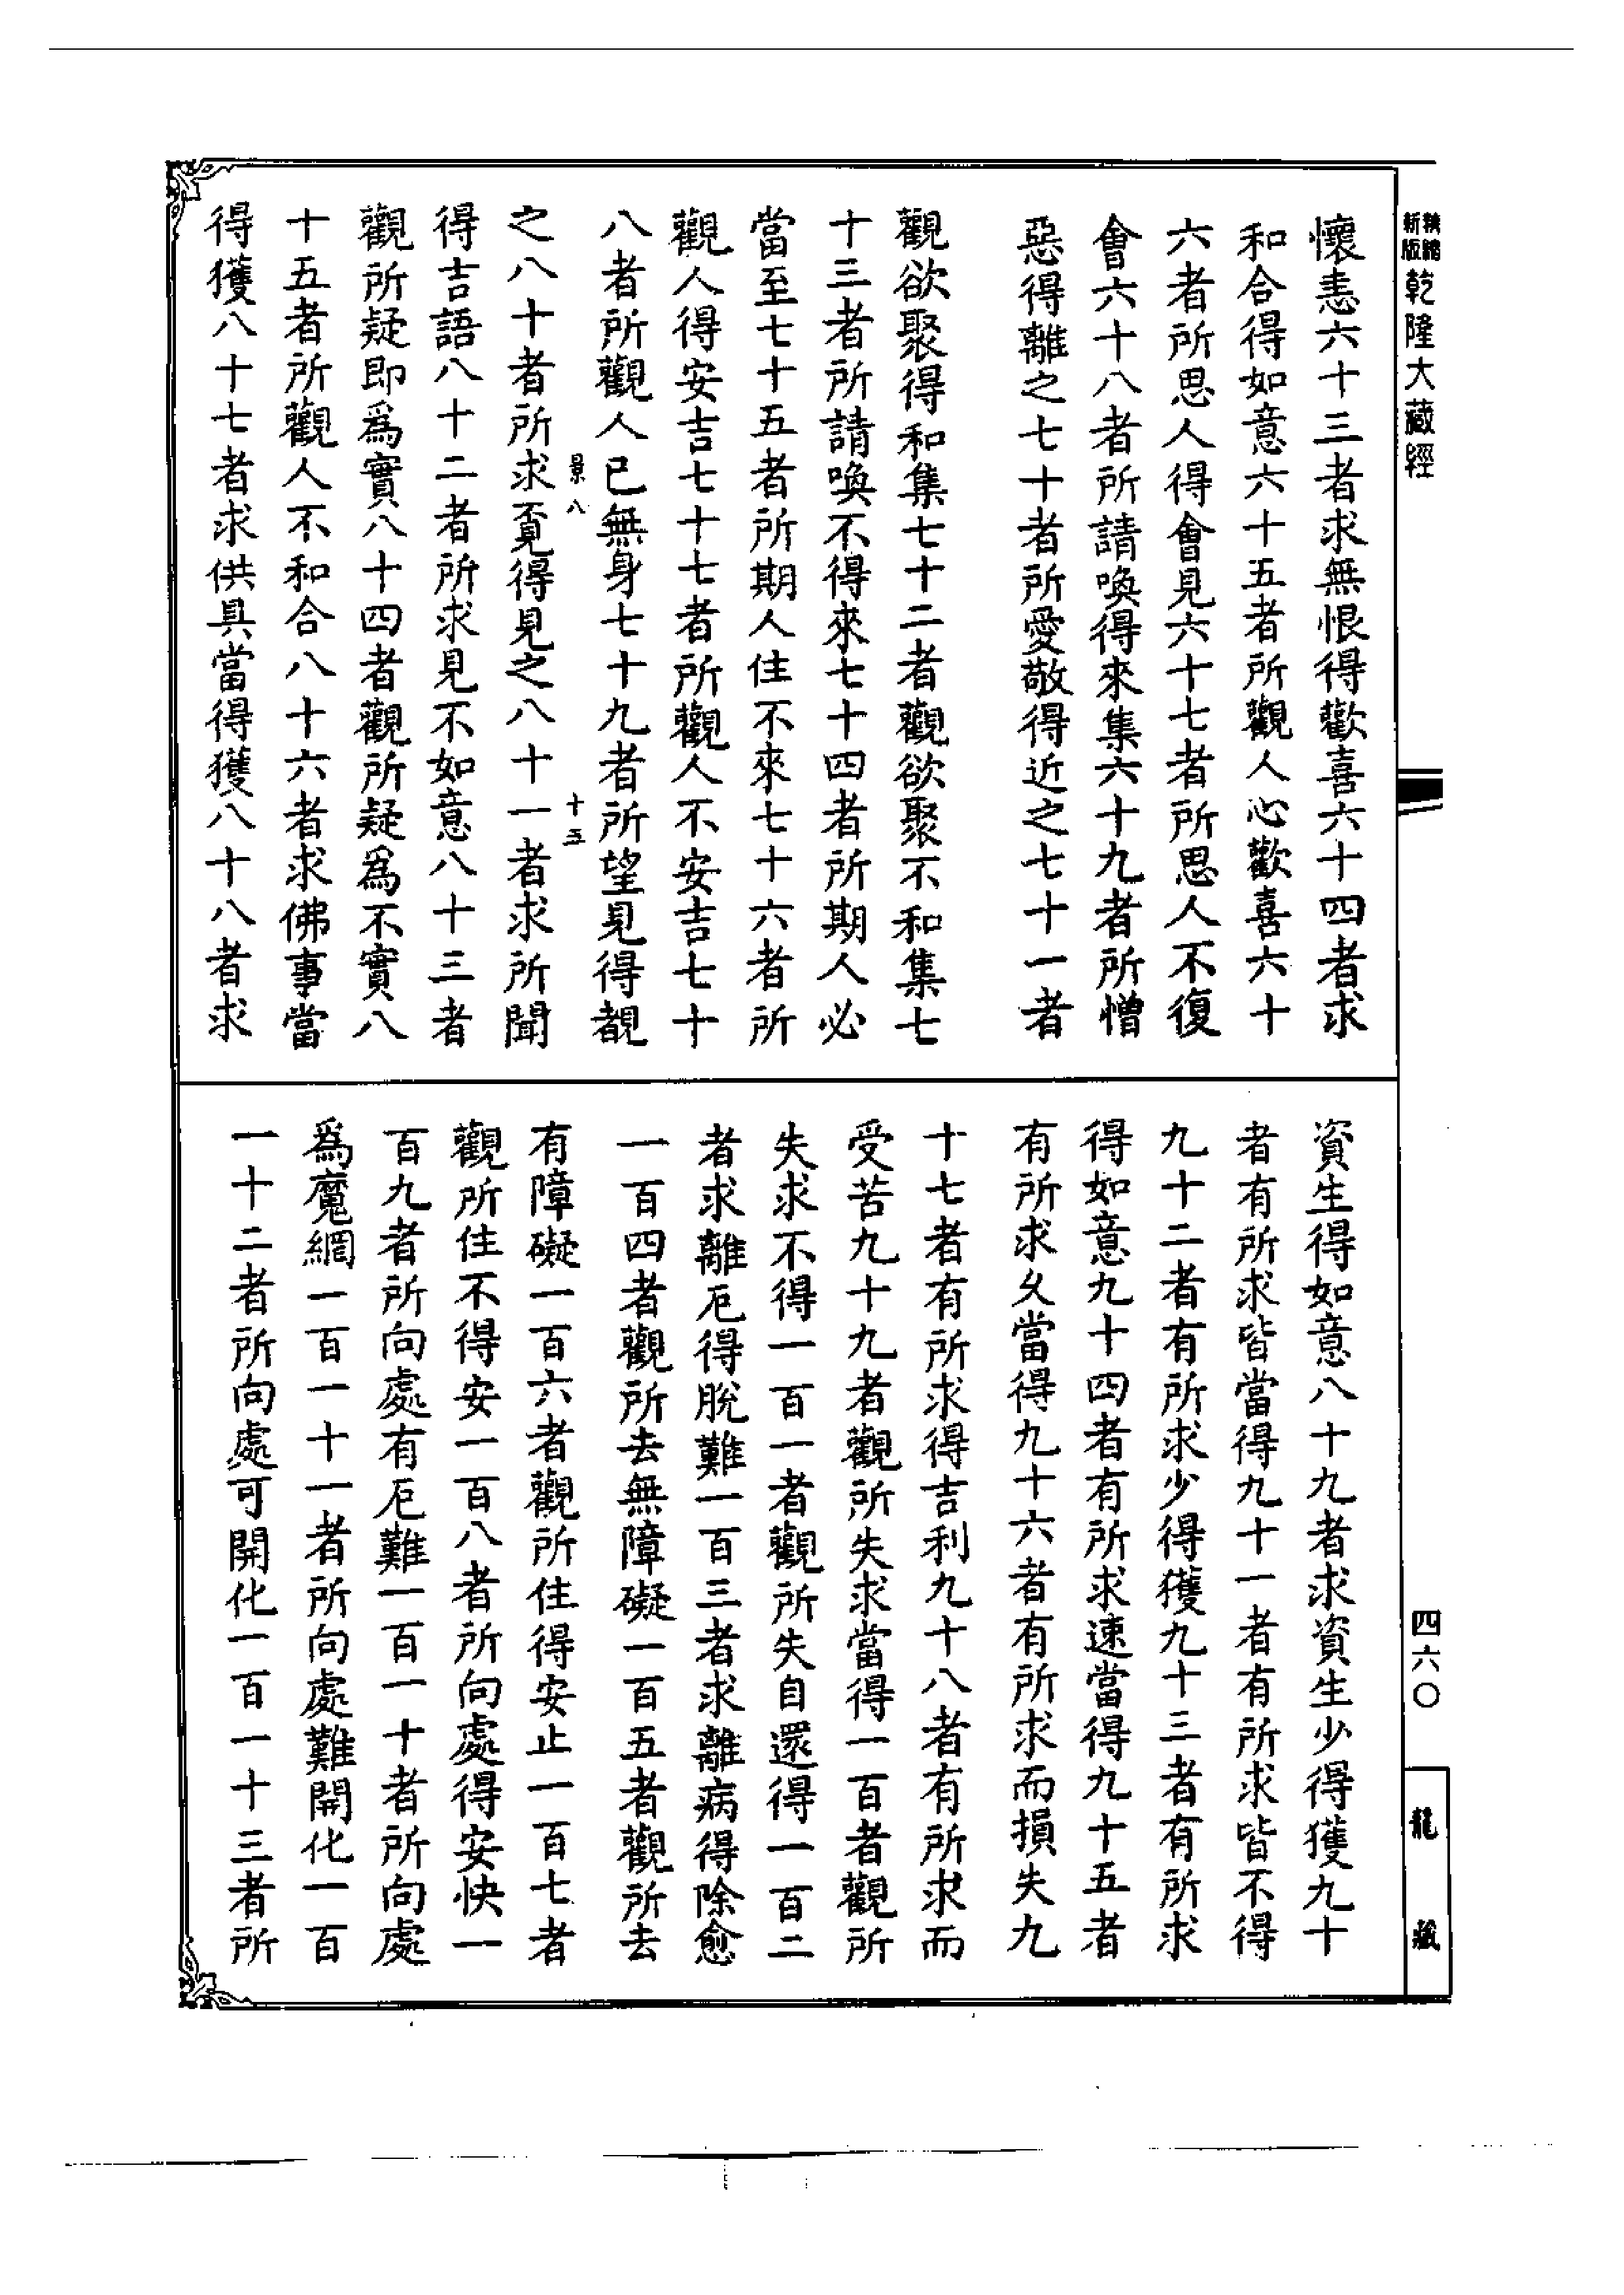 精縮
新版
乾隆大藏經
懷恚六十三者求無恨得歡喜六十四者求
和合得如意六十五者所觀人心歡喜六十
六者所思人得會見六十七者所思人不復
會六十八者所請喚得來集六十九者所憎
惡得離之七十者所愛敬得近之七十一者
觀欲聚得和集七十二者觀欲聚不和集七
十三者所請喚不得來七十四者所期人必
當至七十五者所期人住不來七十六者所
觀人得安吉七十七者所觀人不安吉七十
八者所觀人已無身七十九者所望見得覩
景八
十五
之八十者所求覓得見之八十一者求所聞
得吉語八十二者所求見不如意八十三者
觀所疑即爲實八十四者觀所疑爲不實八
十五者所觀人不和合八十六者求佛事當
得獲八十七者求供具當得獲八十八者求
資生得如意八十九者求資生少得獲九十
者有所求皆當得九十一者有所求皆不得
九十二者有所求少得獲九十三者有所求
得如意九十四者有所求速當得九十五者
有所求久當得九十六者有所求而損失九
十七者有所求得吉利九十八者有所求而
受苦九十九者觀所失求當得一百者觀所
失求不得一百一者觀所失自還得一百二
者求離厄得脫難一百三者求離病得除愈
一百四者觀所去無障礙一百五者觀所去
有障礙一百六者觀所住得安止一百七者
觀所住不得安一百八者所向處得安快一
百九者所向處有厄難一百一十者所向處
爲魔網一百一十一者所向處難開化一百
一十二者所向處可開化一百一十三者所
四六〇
龍藏